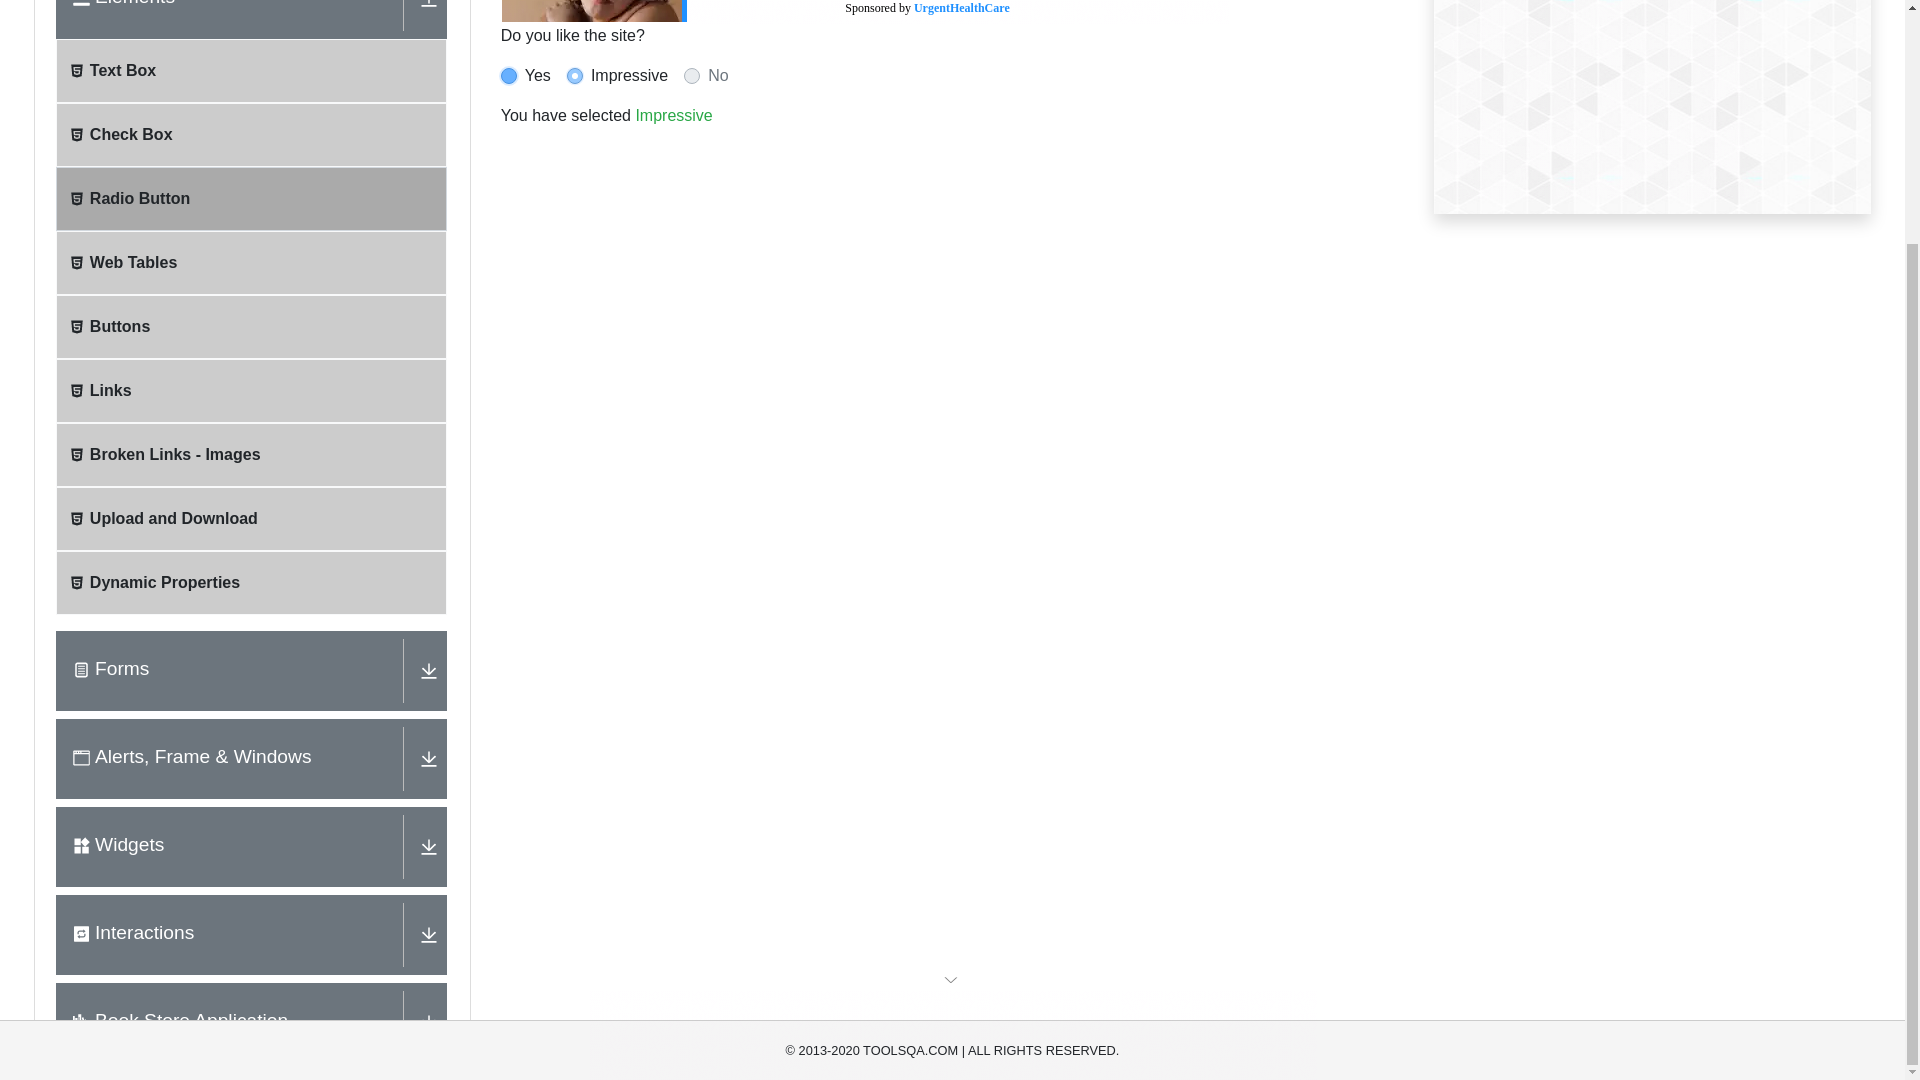 Elements
Text Box
Check Box
Radio Button
Web Tables
Buttons
Links
Broken Links - Images
Upload and Download
Dynamic Properties
Forms
Alerts, Frame & Windows
Widgets
Interactions
Book Store Application
Sponsored by UrgentHealthCare
Do you like the site?
Yes
Impressive
No
You have selected Impressive
© 2013-2020 TOOLSQA.COM | ALL RIGHTS RESERVED.